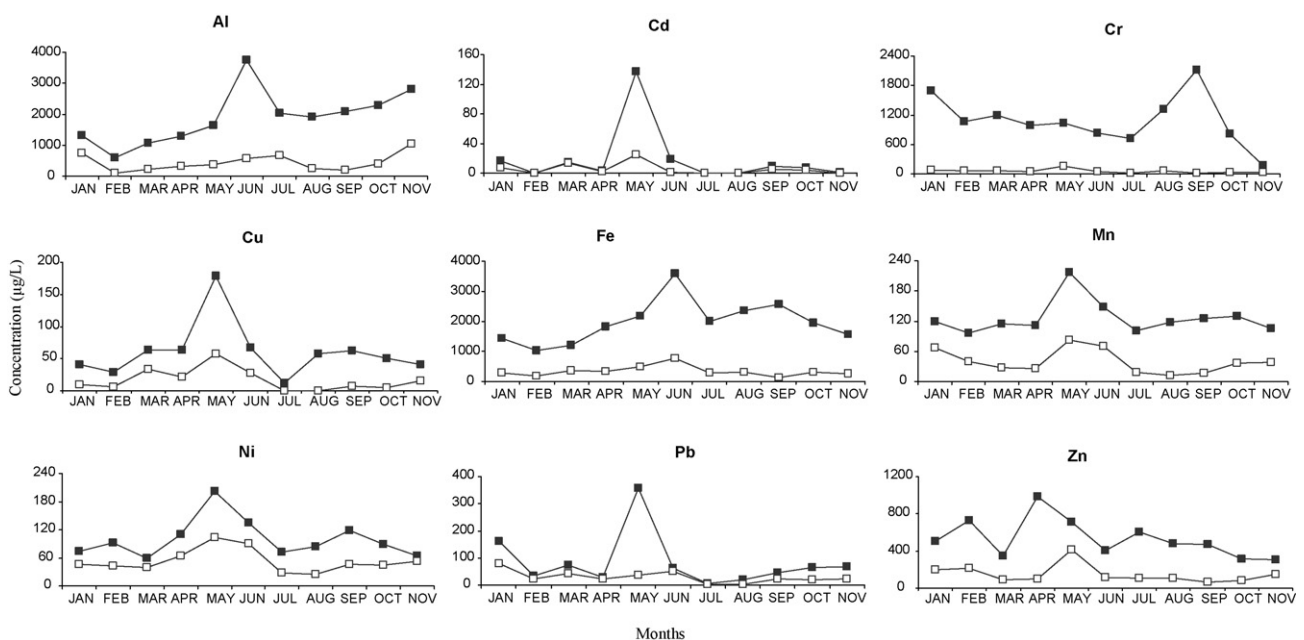 Al
4000
3000
2000
1000
0
JAN FEB MAR APR MAY JUN JUL AUG SEP OCT NOV
Cd
160
120
80
40
0
JAN FEB MAR APR MAY JUN JUL AUG SEP OCT NOV
Cr
2400
1800
1200
600
0
JAN FEB MAR APR MAY JUN JUL AUG SEP OCT NOV
Concentration (µg/L)
Cu
200
150
100
50
0
JAN FEB MAR APR MAY JUN JUL AUG SEP OCT NOV
Fe
4000
3000
2000
1000
0
JAN FEB MAR APR MAY JUN JUL AUG SEP OCT NOV
Mn
240
180
120
60
0
JAN FEB MAR APR MAY JUN JUL AUG SEP OCT NOV
Ni
240
180
120
60
0
JAN FEB MAR APR MAY JUN JUL AUG SEP OCT NOV
Pb
400
300
200
100
0
JAN FEB MAR APR MAY JUN JUL AUG SEP OCT NOV
Zn
1200
800
400
0
JAN FEB MAR APR MAY JUN JUL AUG SEP OCT NOV
Months